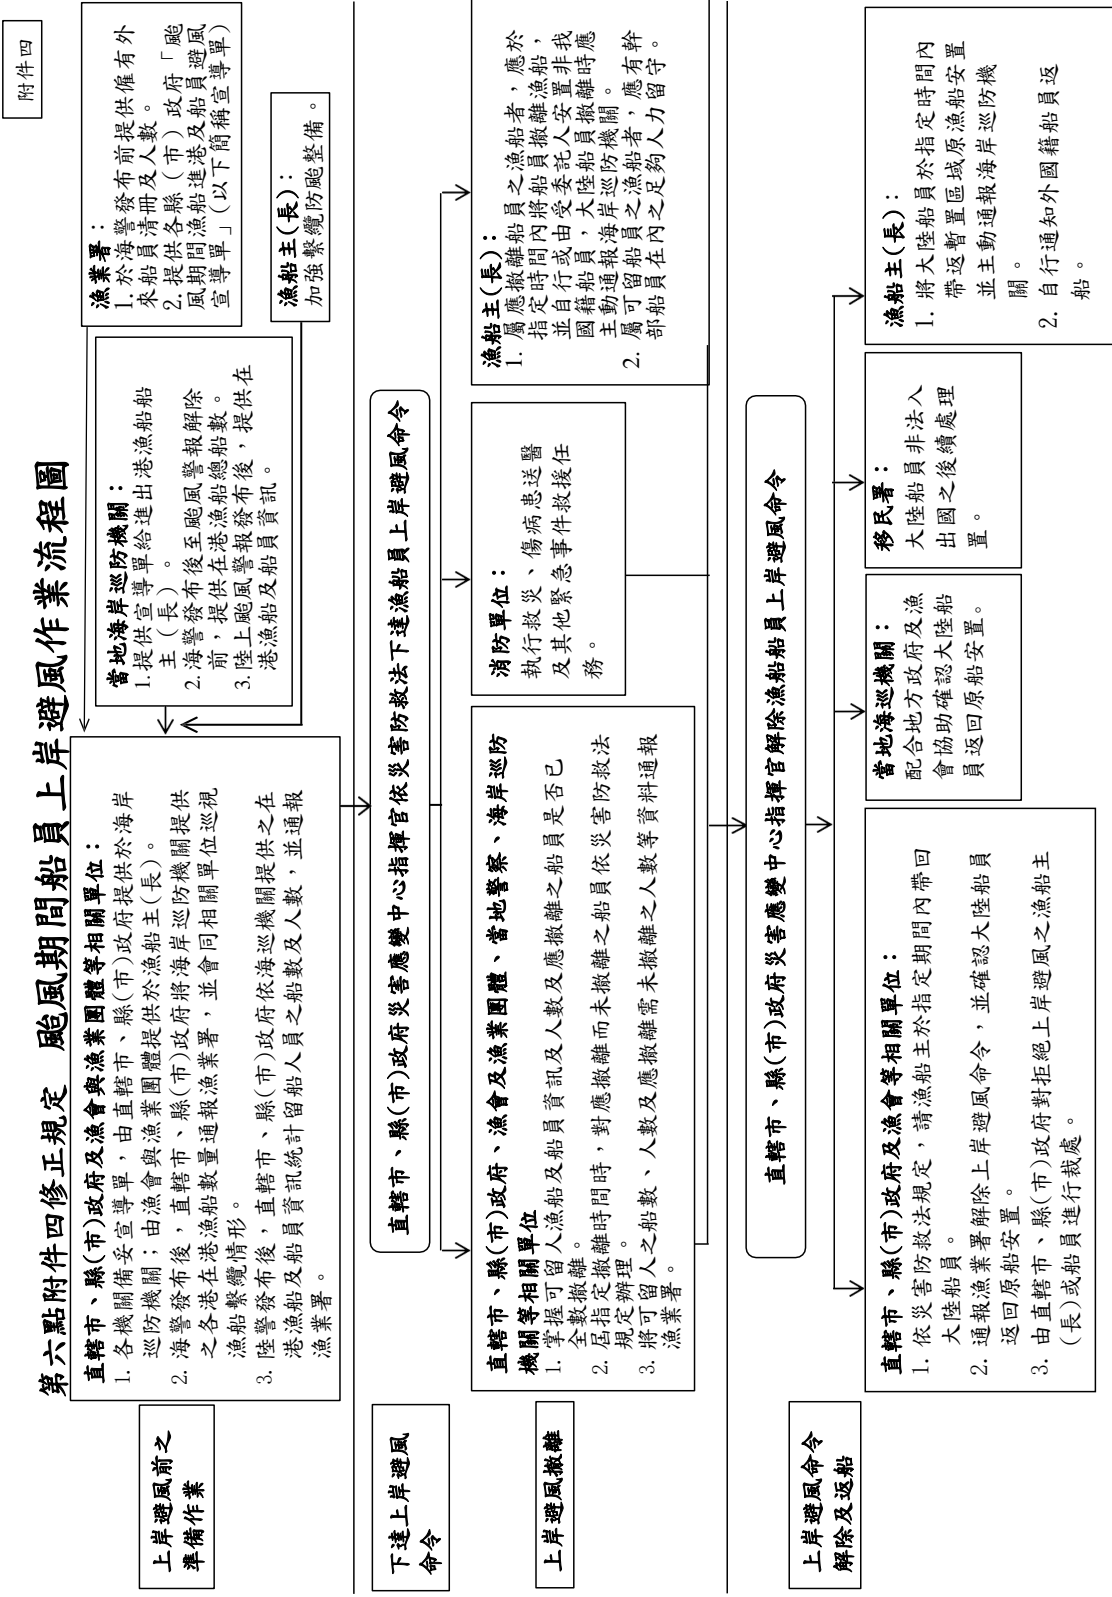 附件四
第六點附件四修正規定　颱風期間船員上岸避風作業流程圖
上岸避風前之
準備作業
直轄市、縣(市)政府及漁會與漁業團體等相關單位：
1. 各機關備妥宣導單，由直轄市、縣(市)政府提供於海岸
巡防機關；由漁會與漁業團體提供於漁船主(長)。
2. 海警發布後，直轄市、縣(市)政府將海岸巡防機關提供
之各港在港漁船數量通報漁業署，並會同相關單位巡視
漁船繫纜情形。
3. 陸警發布後，直轄市、縣(市)政府依海巡機關提供之在
港漁船及船員資訊統計留船人員之船數及人數，並通報
漁業署。
當地海岸巡防機關：
1.提供宣導單給進出港漁船船
主（長）。
2. 海警發布後至颱風警報解除
前，提供在港漁船總船數。
3. 陸上颱風警報發布後，提供在
港漁船及船員資訊。
漁業署：
1. 於海警發布前提供僱有外
來船員清冊及人數。
2. 提供各縣（市）政府「颱
風期間漁船進港及船員避風
宣導單」（以下簡稱宣導單）
漁船主(長)：
加強繫纜防颱整備。
下達上岸避風
命令
直轄市、縣(市)政府災害應變中心指揮官依災害防救法下達漁船員上岸避風命令
上岸避風撤離
直轄市、縣(市)政府、漁會及漁業團體、當地警察、海岸巡防
機關等相關單位
1. 掌握可留人漁船及船員資訊及人數及應撤離之船員是否已
全數撤離。
2. 屆指定撤離時間時，對應撤離而未撤離之船員依災害防救法
規定辦理。
3. 將可留人之船數、人數及應撤離需未撤離之人數等資料通報
漁業署。
消防單位：
執行救災、傷病患送醫
及其他緊急事件救援任
務。
漁船主(長)：
1. 屬應撤離船員之漁船者，應於
指定時間內將船員撤離漁船，
並自行或由受委託人安置非我
國籍船員，大陸船員撤離時應
主動通報海岸巡防機關。
2. 屬可留船員之漁船者，應有幹
部船員在內之足夠人力留守。
上岸避風命令
解除及返船
直轄市、縣(市)政府災害應變中心指揮官解除漁船船員上岸避風命令
直轄市、縣(市)政府及漁會等相關單位：
1. 依災害防救法規定，請漁船主於指定期間內帶回
大陸船員。
2. 通報漁業署解除上岸避風命令，並確認大陸船員
返回原船安置。
3. 由直轄市、縣(市)政府對拒絕上岸避風之漁船主
(長)或船員進行裁處。
當地海巡機關：
配合地方政府及漁
會協助確認大陸船
員返回原船安置。
移民署：
大陸船員非法入
出國之後續處理
置。
漁船主(長)：
1. 將大陸船員於指定時間內
帶返暫置區域原漁船安置
並主動通報海岸巡防機
關。
2. 自行通知外國籍船員返
船。